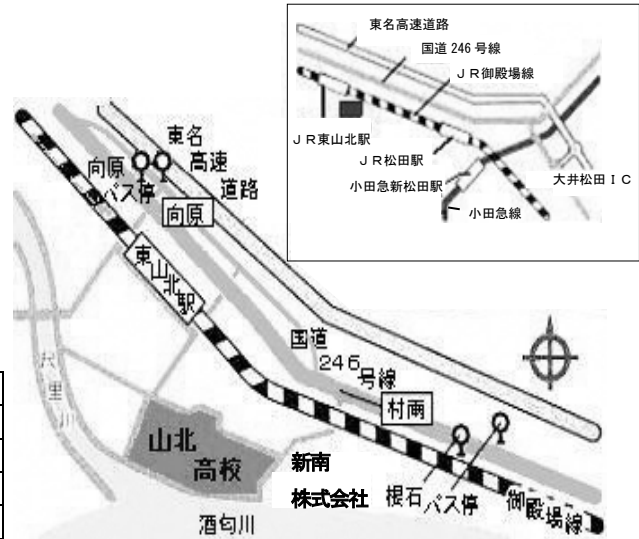 東名高速道路
国道 246 号線
ＪＲ御殿場線
ＪＲ東山北駅
ＪＲ松田駅
小田急新松田駅
大井松田ＩＣ
小田急線
東名
高速
道路
向原
バス停
向原
東山北駅
国道
246
号線
尺里川
村雨
山北
高校
新南
株式会社
根石バス停
御殿場線
酒匂川